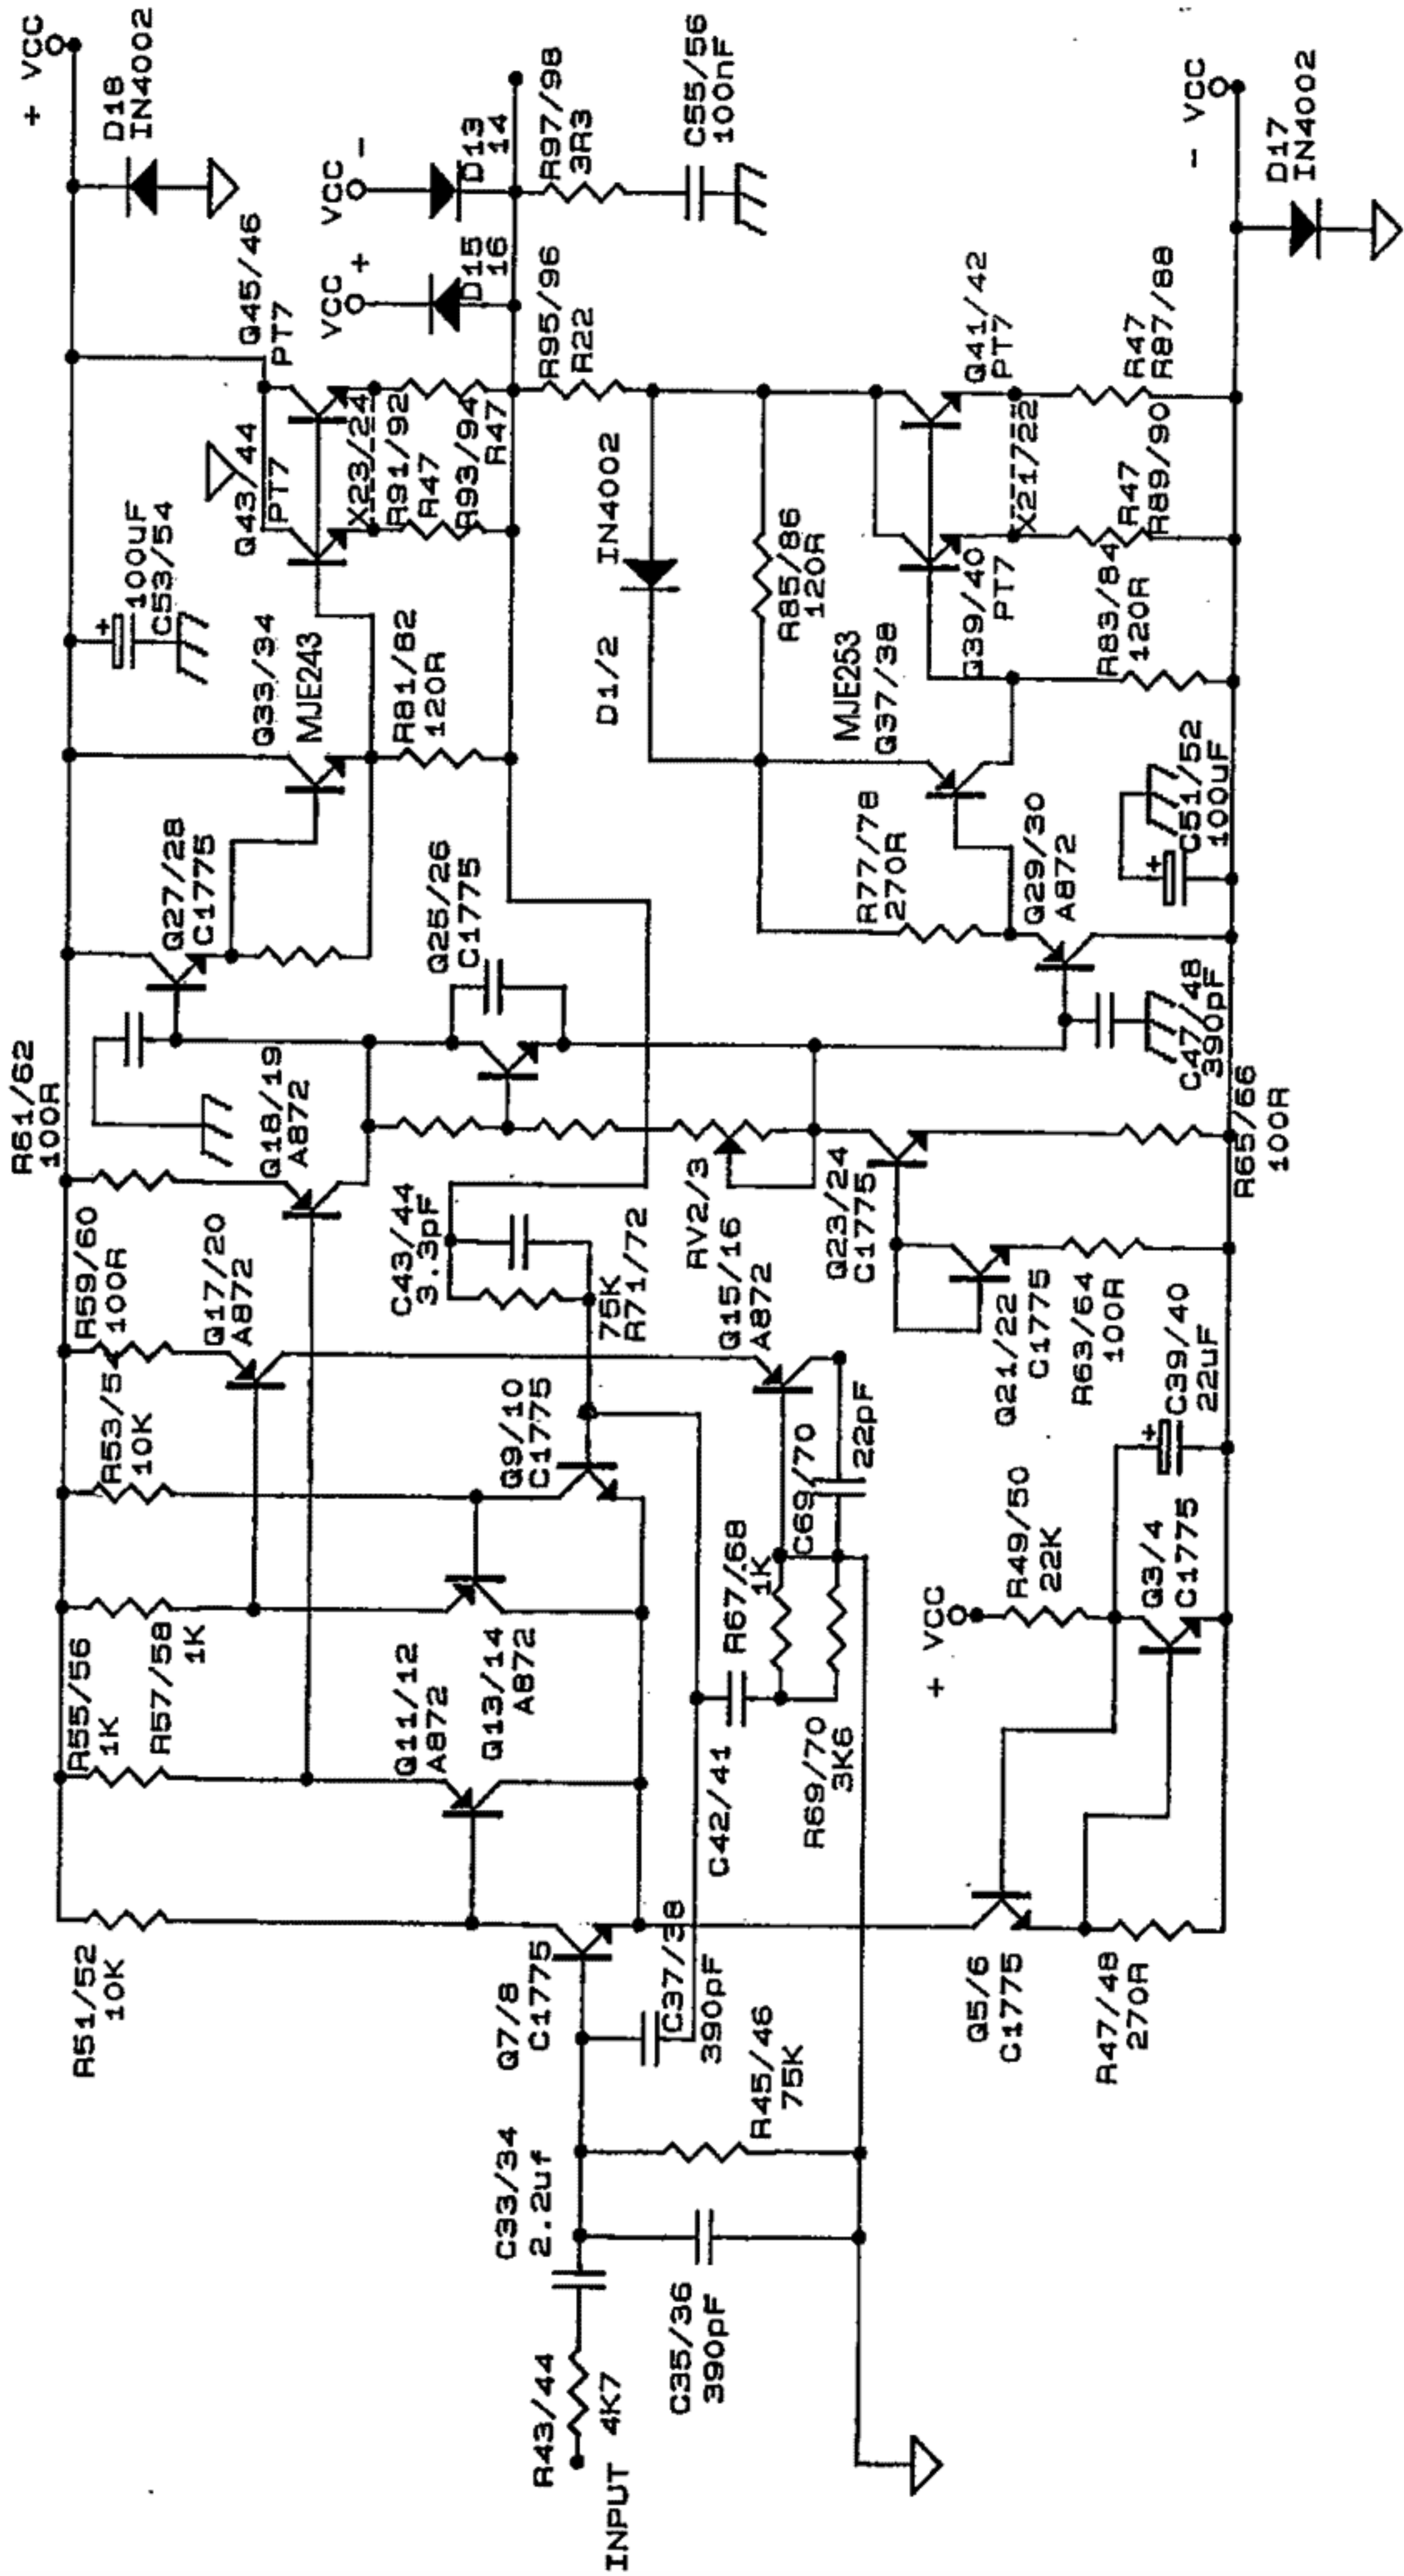 INPUT
R43/44
4K7
C33/34
2.2uf
C35/36
390pF
R45/46
75K
C37/38
390pF
Q7/8
C1775
R51/52
10K
R55/56
1K
R57/58
1K
R53/54
10K
R59/60
100R
R61/62
100R
Q11/12
A872
Q13/14
A872
Q9/10
C1775
Q17/20
A872
Q18/19
A872
C42/41
R67/68
1K
R69/70
3K6
C69/70
22pF
Q15/16
A872
75K
R71/72
C43/44
3.3pF
RV2/3
Q5/6
C1775
R47/48
270R
+ VCC
R49/50
22K
Q3/4
C1775
+
C39/40
22uF
Q21/22
C1775
R63/64
100R
Q23/24
C1775
R65/66
100R
Q25/26
C1775
Q27/28
C1775
C47/48
390pF
Q29/30
A872
+
C51/52
100uF
R77/78
270R
Q33/34
MJE243
R81/82
120R
+
100uF
C53/54
MJE253
Q37/38
D1/2
IN4002
R85/86
120R
R83/84
120R
Q39/40
PT7
Q41/42
PT7
X21/22
R47
R89/90
R47
R87/88
Q43/44
PT7
Q45/46
PT7
X23/24
R91/92
R47
R93/94
R47
R95/96
R22
VCC +
D15
16
VCC -
D13
14
R97/98
3R3
C55/56
100nF
D18
IN4002
+ VCC
D17
IN4002
- VCC